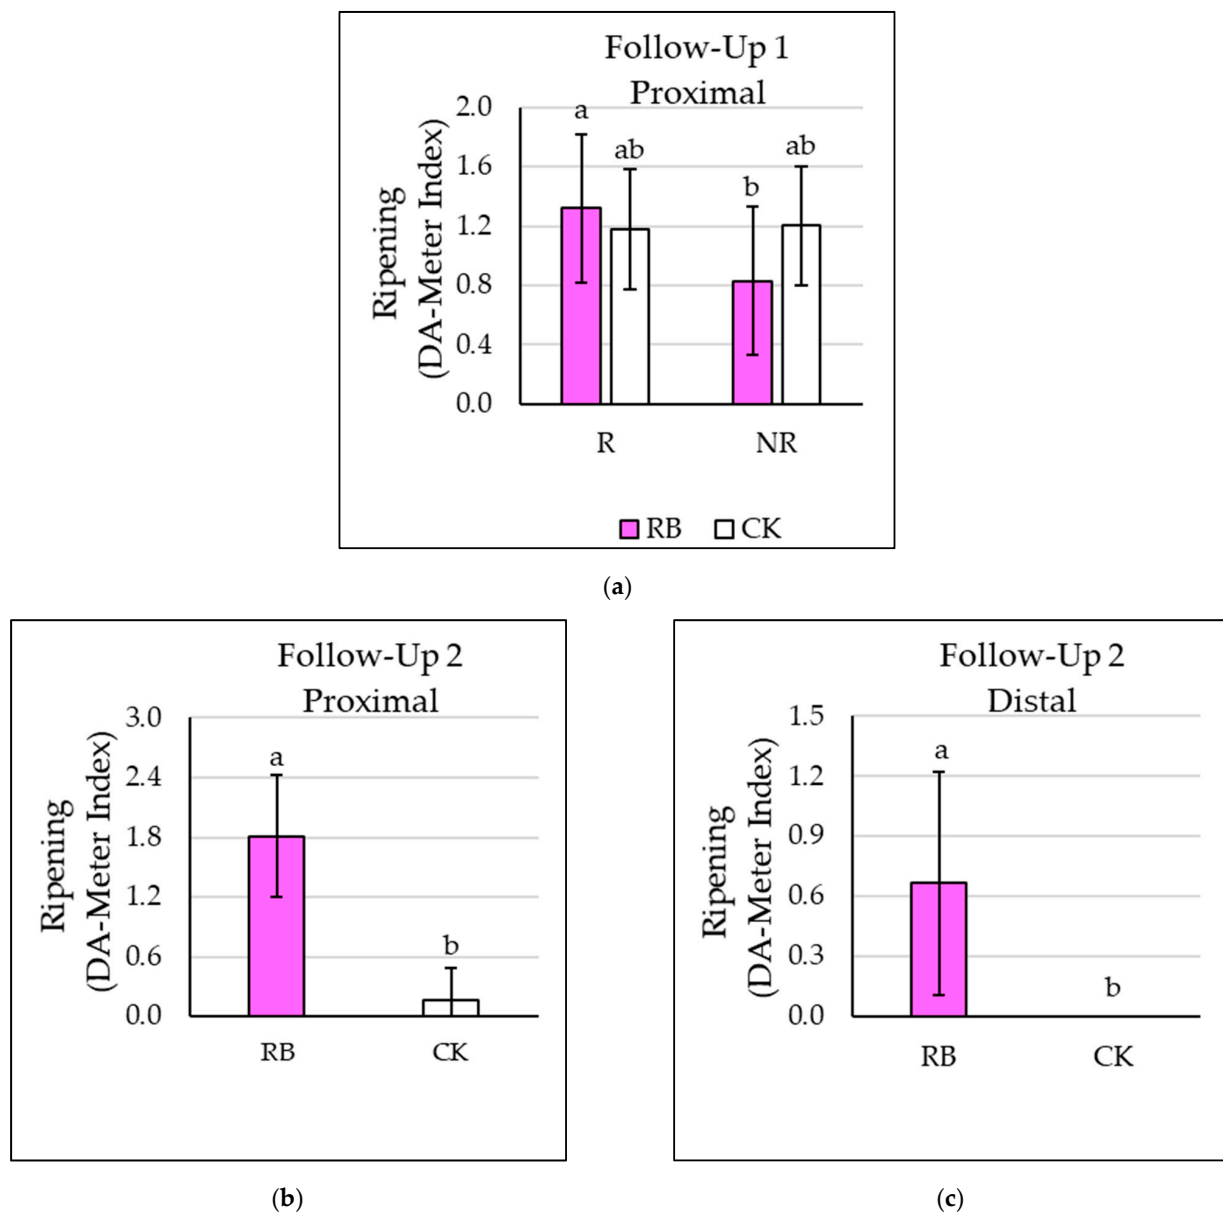 Follow-Up 1
Proximal
Ripening
(DA-Meter Index)
2.0
1.6
1.2
0.8
0.4
0.0
a
ab
b
ab
R
NR
RB
CK
(a)
Follow-Up 2
Proximal
Ripening
(DA-Meter Index)
3.0
2.4
1.8
1.2
0.6
0.0
a
b
RB
CK
(b)
Follow-Up 2
Distal
Ripening
(DA-Meter Index)
1.5
1.2
0.9
0.6
0.3
0.0
a
b
RB
CK
(c)